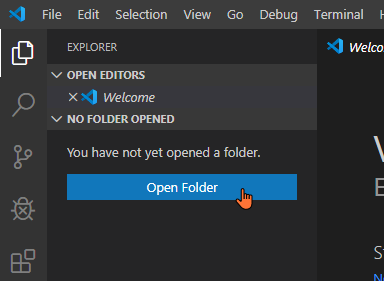 File Edit Selection View Go Debug Terminal
EXPLORER
OPEN EDITORS
Welcome
NO FOLDER OPENED
You have not yet opened a folder.
Open Folder